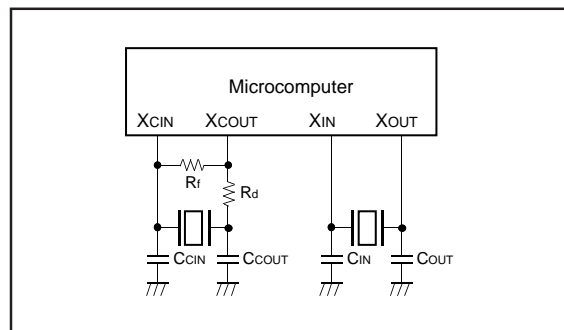 Microcomputer
XCIN XCOUT XIN XOUT
Rf
Rd
CCIN CCOUT CIN COUT